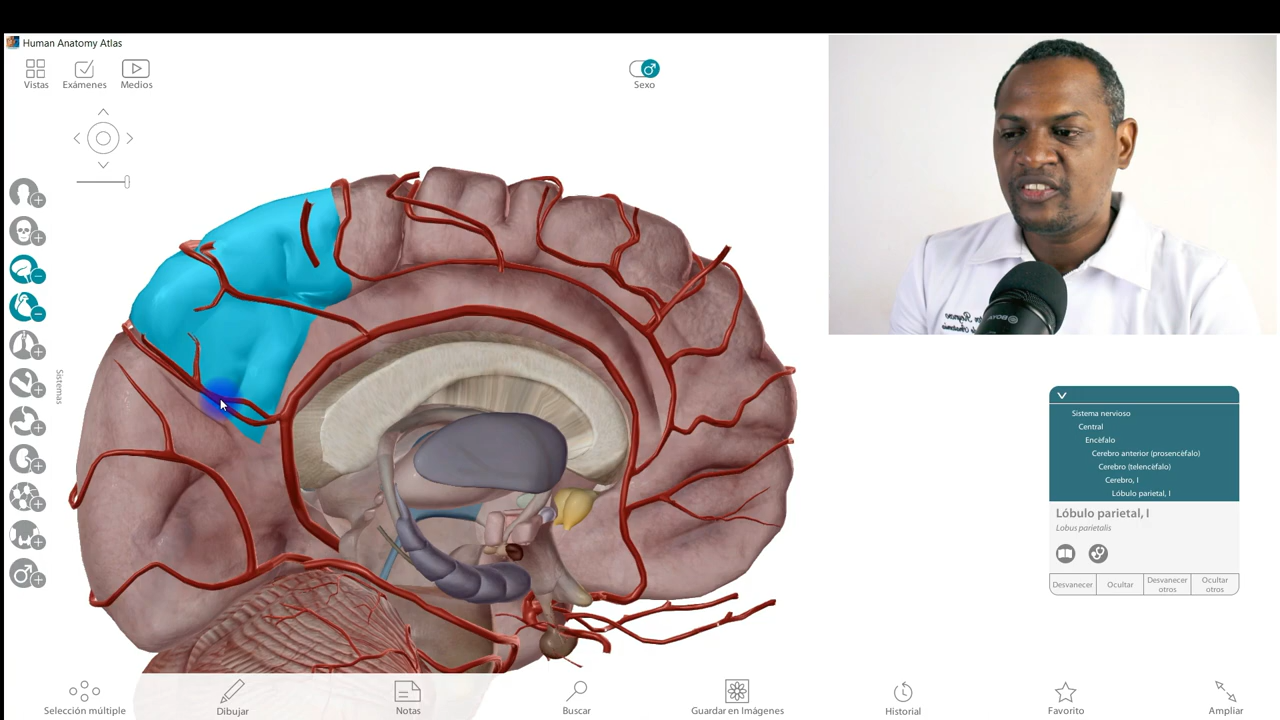 Human Anatomy Atlas
Vistas
Exámenes
Medios
Sexo
Sistemas
Sistema nervioso
Central
Encéfalo
Cerebro anterior (prosencéfalo)
Cerebro (telencéfalo)
Cerebro, I
Lóbulo parietal, I
Lóbulo parietal, I
Lobus parietalis
Desvanecer
Ocultar
Desvanecer
otros
Ocultar
otros
Selección múltiple
Dibujar
Notas
Buscar
Guardar en Imágenes
Historial
Favorito
Ampliar